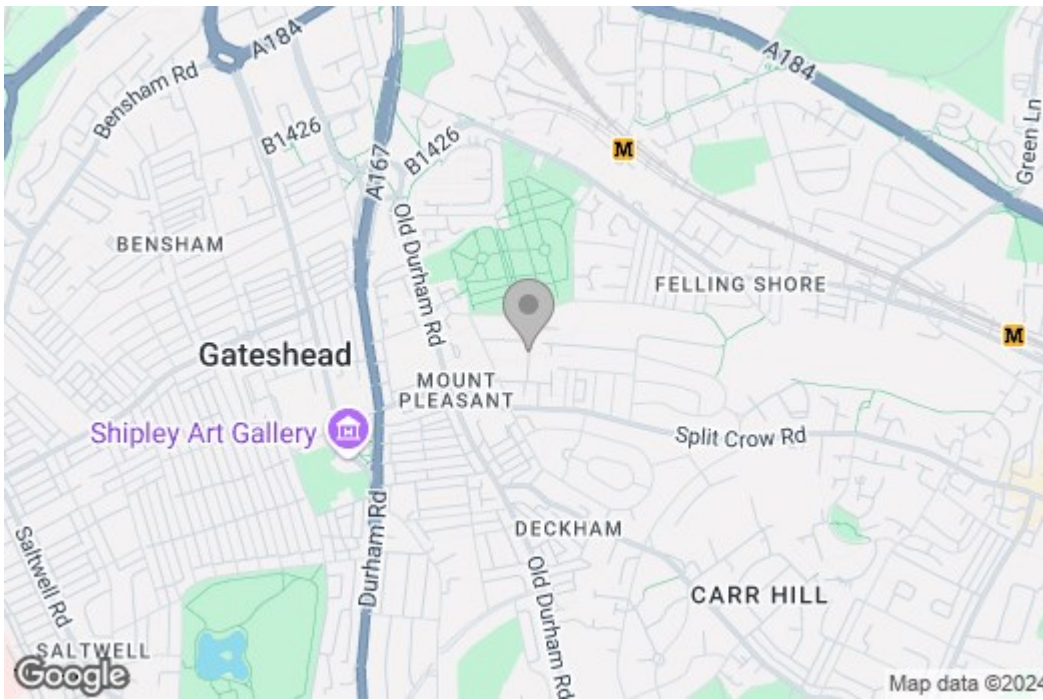 A184
Bensham Rd
A184
B1426
B1426
A167
M
Green Ln
BENSHAM
Old Durham Rd
FELLING SHORE
M
Gateshead
MOUNT
PLEASANT
Shipley Art Gallery
Split Crow Rd
Durham Rd
DECKHAM
Saltwell Rd
Old Durham Rd
CARR HILL
SALTWELL
Google
Map data ©2024